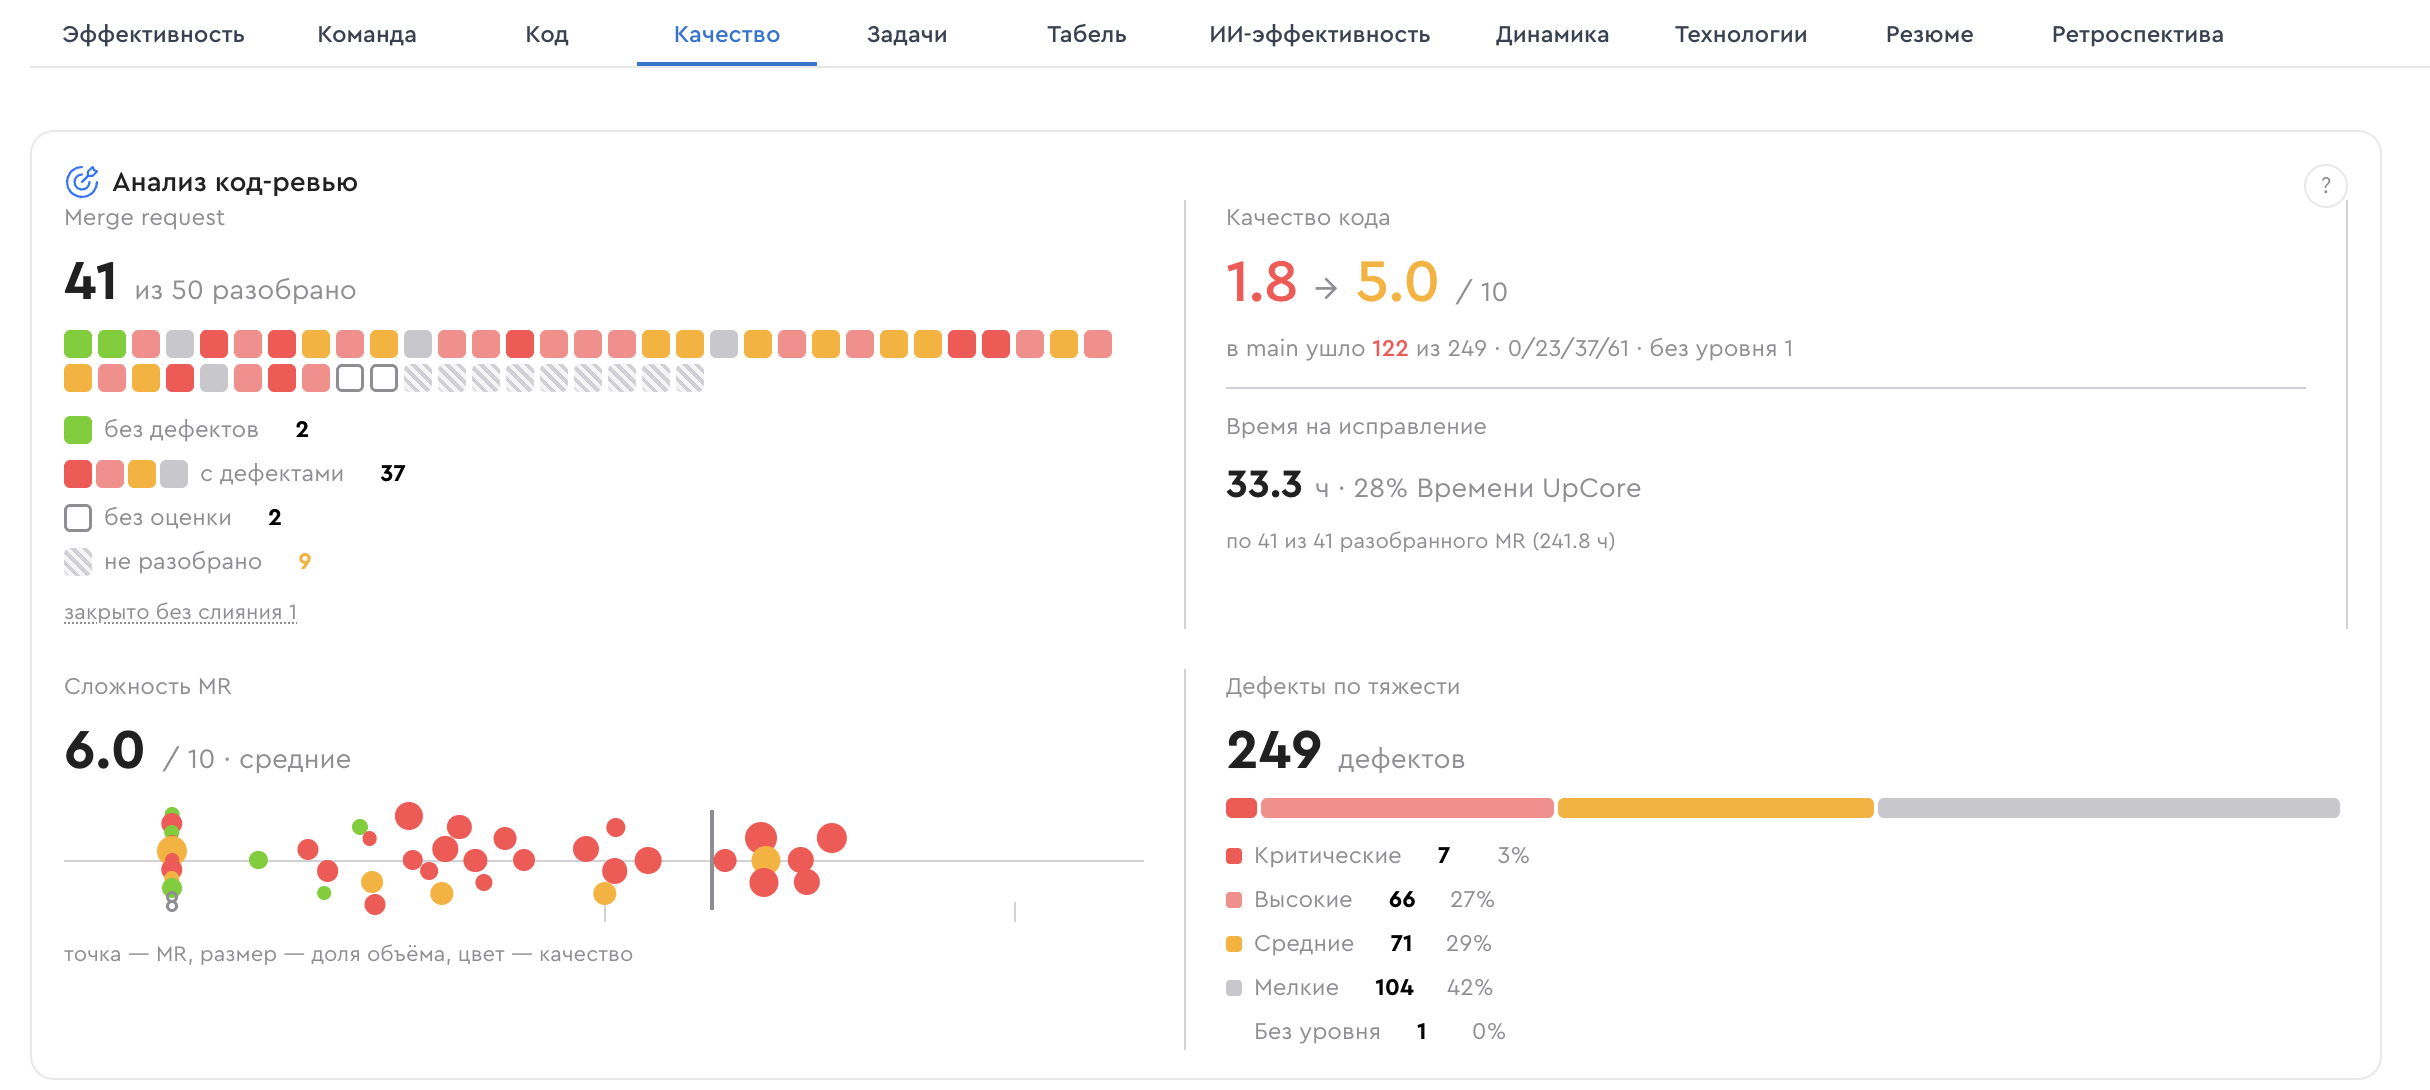 Эффективность Команда Код Качество Задачи Табель ИИ-эффективность Динамика Технологии Резюме Ретроспектива
Анализ код-ревью
?
Merge request
41 из 50 разобрано
без дефектов 2
с дефектами 37
без оценки 2
не разобрано 9
закрыто без слияния 1
Качество кода
1.8 → 5.0 / 10
в main ушло 122 из 249 · 0/23/37/61 · без уровня 1
Время на исправление
33.3 ч · 28% Времени UpCore
по 41 из 41 разобранного MR (241.8 ч)
Сложность MR
6.0 / 10 · средние
точка — MR, размер — доля объёма, цвет — качество
Дефекты по тяжести
249 дефектов
Критические 7 3%
Высокие 66 27%
Средние 71 29%
Мелкие 104 42%
Без уровня 1 0%